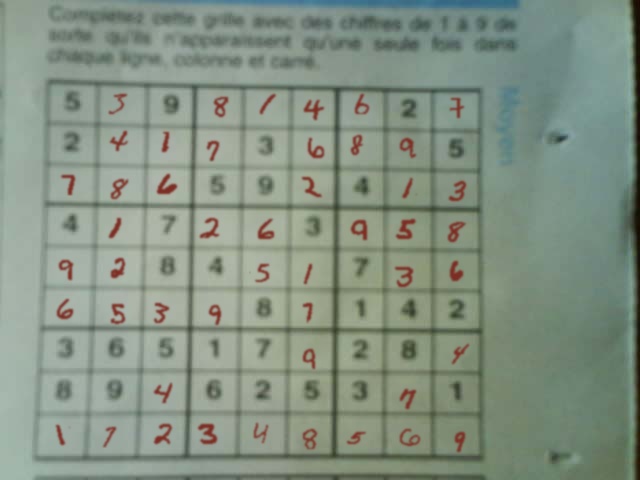 Complétez cette grille avec des chiffres de 1 à 9 de
sorte qu'ils n'apparaissent qu'une seule fois dans
chaque ligne, colonne et carré.
Moyen
5 3 9 8 1 4 6 2 7
2 4 1 7 3 6 8 9 5
7 8 6 5 9 2 4 1 3
4 1 7 2 6 3 9 5 8
9 2 8 4 5 1 7 3 6
6 5 3 9 8 7 1 4 2
3 6 5 1 7 9 2 8 4
8 9 4 6 2 5 3 7 1
1 7 2 3 4 8 5 6 9